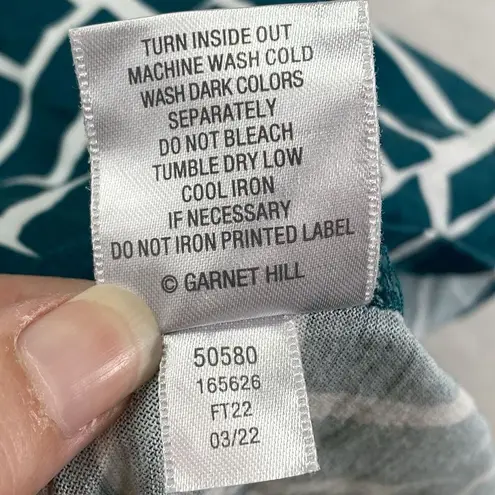 TURN INSIDE OUT
MACHINE WASH COLD
WASH DARK COLORS
SEPARATELY
DO NOT BLEACH
TUMBLE DRY LOW
COOL IRON
IF NECESSARY
DO NOT IRON PRINTED LABEL
© GARNET HILL
50580
165626
FT22
03/22